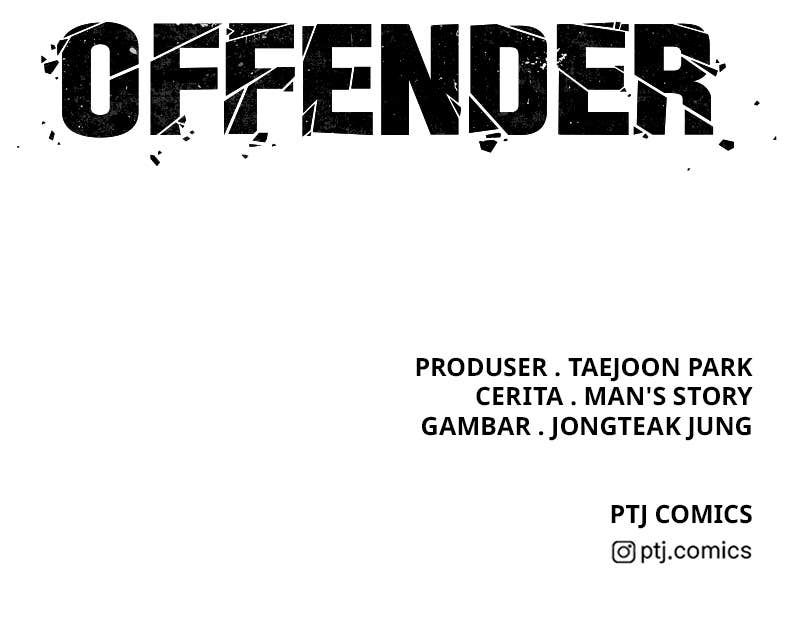 OFFENDER
PRODUSER . TAEJOON PARK
CERITA . MAN'S STORY
GAMBAR . JONGTEAK JUNG
PTJ COMICS
ptj.comics